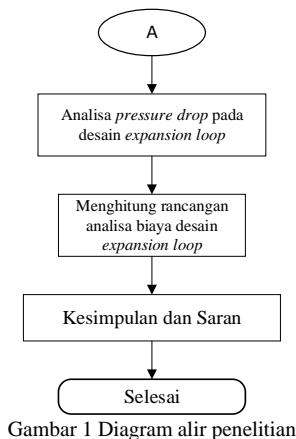 A
Analisa pressure drop pada
desain expansion loop
Menghitung rancangan
analisa biaya desain
expansion loop
Kesimpulan dan Saran
Selesai
Gambar 1 Diagram alir penelitian